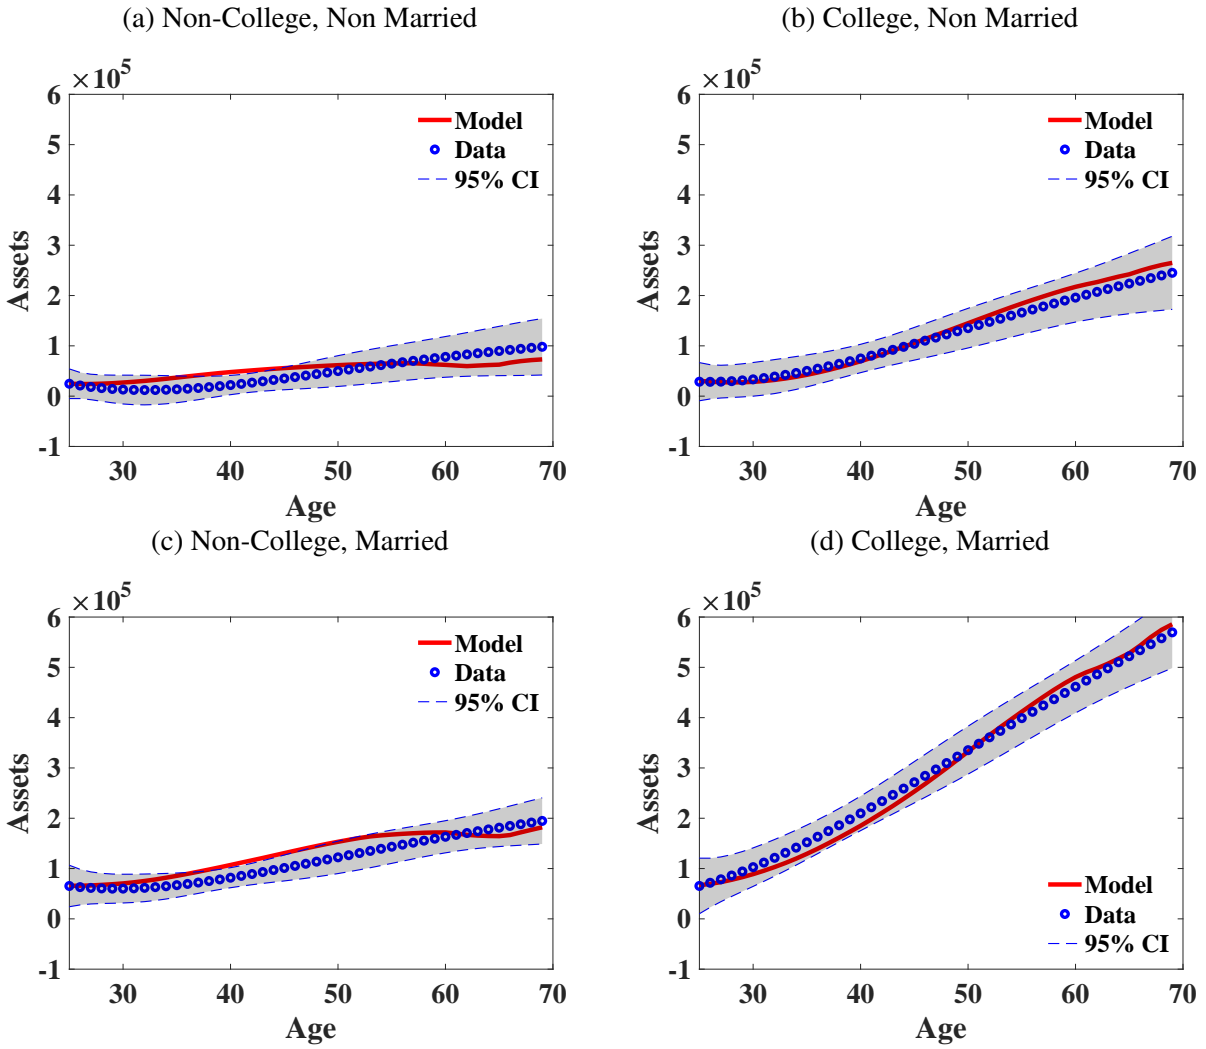 (a) Non-College, Non Married
×10^5
6
5
4
3
2
1
0
-1
Assets
Model
Data
95% CI
30 40 50 60 70
Age
(b) College, Non Married
×10^5
6
5
4
3
2
1
0
-1
Assets
Model
Data
95% CI
30 40 50 60 70
Age
(c) Non-College, Married
×10^5
6
5
4
3
2
1
0
-1
Assets
Model
Data
95% CI
30 40 50 60 70
Age
(d) College, Married
×10^5
6
5
4
3
2
1
0
-1
Assets
Model
Data
95% CI
30 40 50 60 70
Age